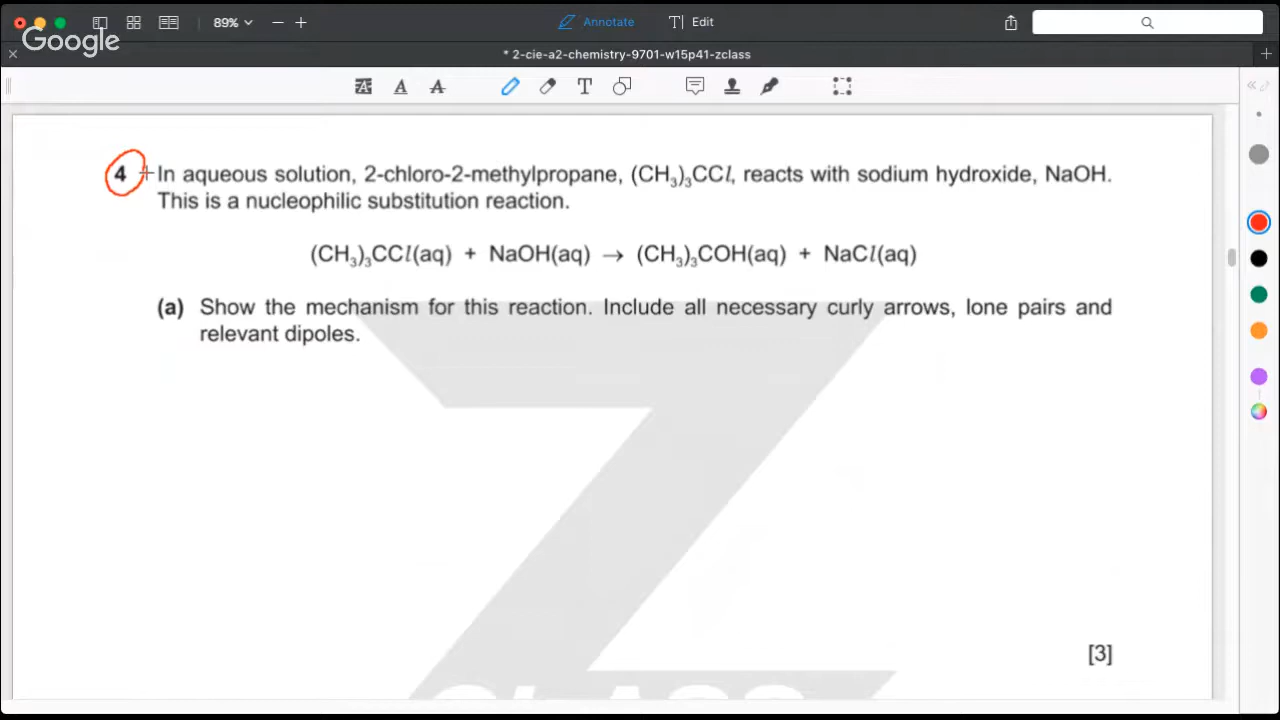 89%
Annotate
T| Edit
Google
* 2-cie-a2-chemistry-9701-w15p41-zclass
4 In aqueous solution, 2-chloro-2-methylpropane, (CH₃)₃CCl, reacts with sodium hydroxide, NaOH.
This is a nucleophilic substitution reaction.
(CH₃)₃CCl(aq) + NaOH(aq) → (CH₃)₃COH(aq) + NaCl(aq)
(a) Show the mechanism for this reaction. Include all necessary curly arrows, lone pairs and
relevant dipoles.
[3]